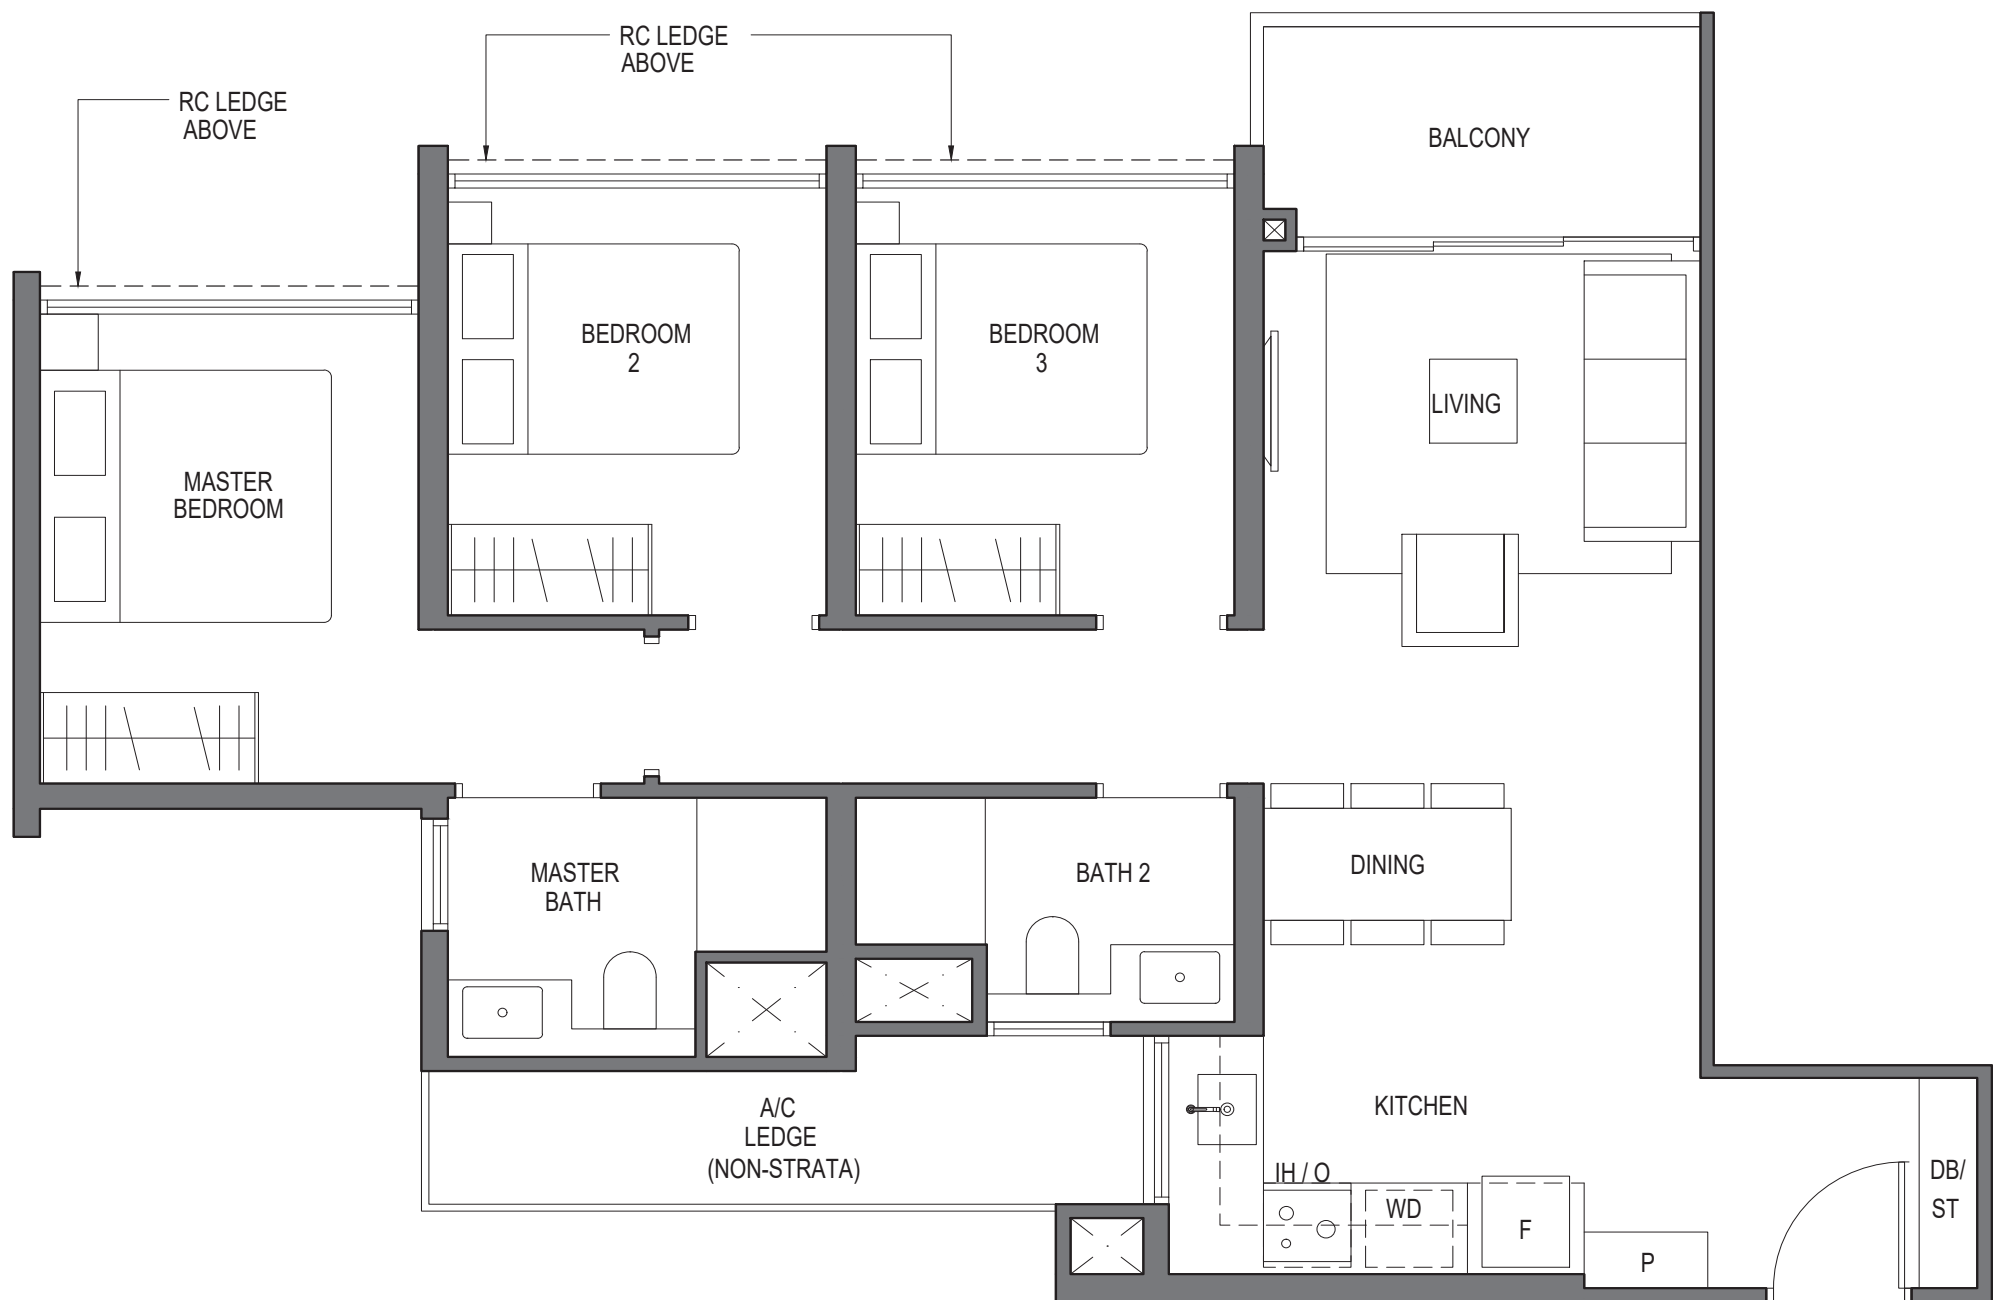 RC LEDGE
ABOVE
RC LEDGE
ABOVE
BALCONY
BEDROOM
2
BEDROOM
3
LIVING
MASTER
BEDROOM
MASTER
BATH
BATH 2
DINING
A/C
LEDGE
(NON-STRATA)
KITCHEN
IH / O
WD
F
P
DB/
ST